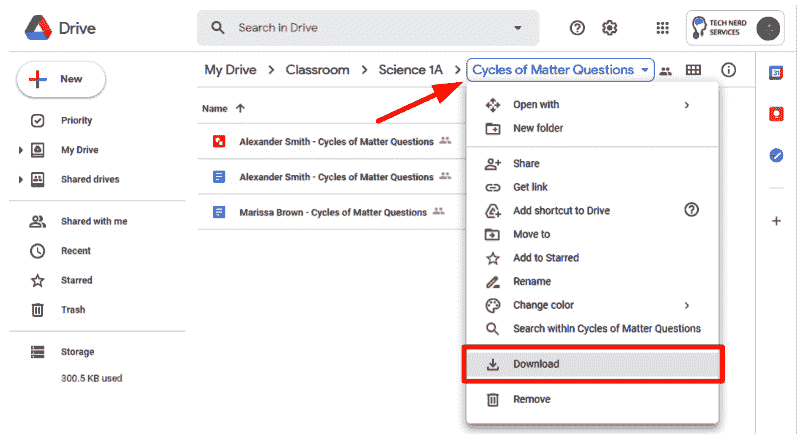 Drive
Search in Drive
TECH NERD
SERVICES
My Drive > Classroom > Science 1A > Cycles of Matter Questions
31
New
Name
Priority
My Drive
Shared drives
Shared with me
Recent
Starred
Trash
Storage
300.5 KB used
Alexander Smith - Cycles of Matter Questions
Alexander Smith - Cycles of Matter Questions
Marissa Brown - Cycles of Matter Questions
Open with
New folder
Share
Get link
Add shortcut to Drive
Move to
Add to Starred
Rename
Change color
Search within Cycles of Matter Questions
Download
Remove